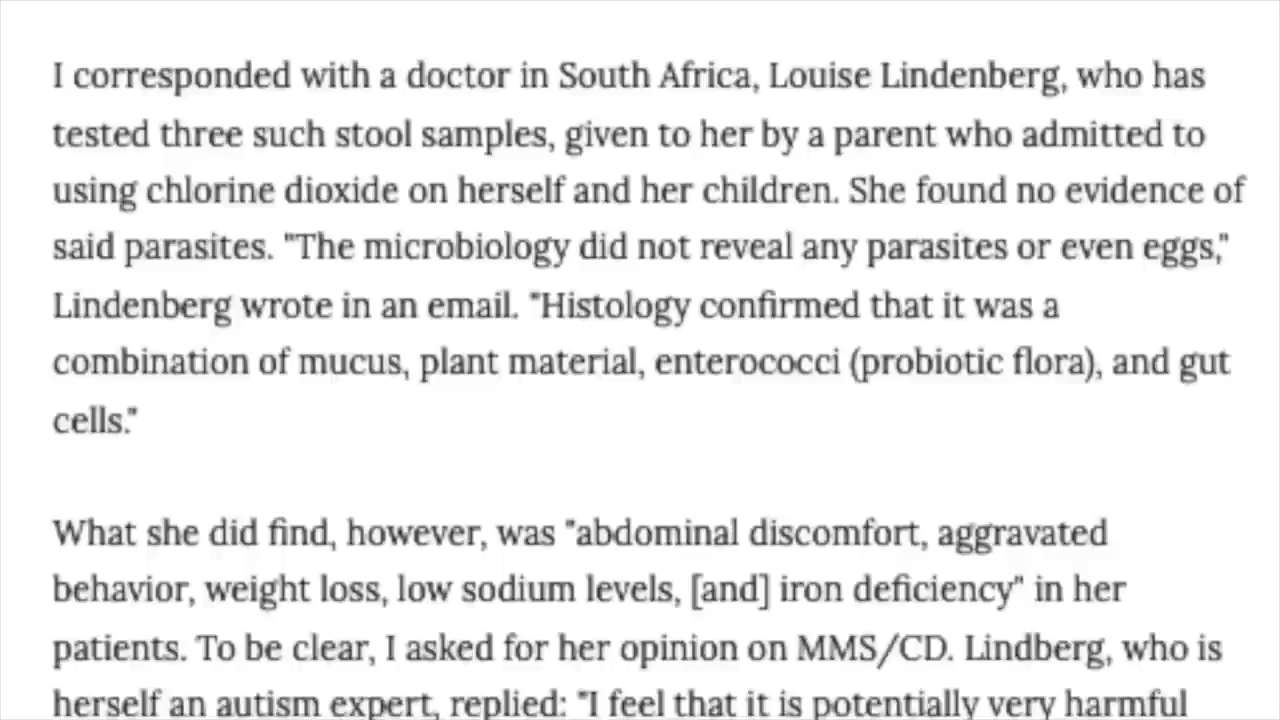 I corresponded with a doctor in South Africa, Louise Lindenberg, who has
tested three such stool samples, given to her by a parent who admitted to
using chlorine dioxide on herself and her children. She found no evidence of
said parasites. "The microbiology did not reveal any parasites or even eggs,"
Lindenberg wrote in an email. "Histology confirmed that it was a
combination of mucus, plant material, enterococci (probiotic flora), and gut
cells."
What she did find, however, was "abdominal discomfort, aggravated
behavior, weight loss, low sodium levels, [and] iron deficiency" in her
patients. To be clear, I asked for her opinion on MMS/CD. Lindberg, who is
herself an autism expert, replied: "I feel that it is potentially very harmful